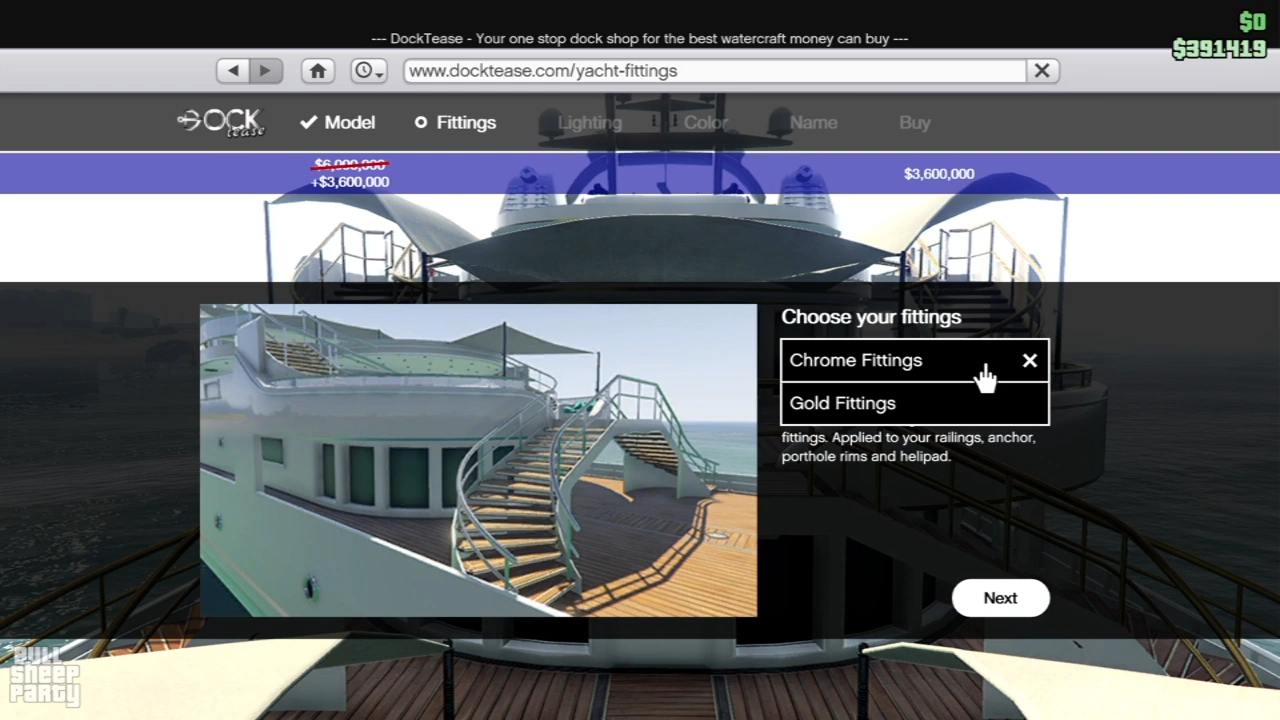 --- DockTease - Your one stop dock shop for the best watercraft money can buy ---
$0
$391419
www.docktease.com/yacht-fittings
DOCK
tease
Model
Fittings
Lighting
Color
Name
Buy
$6,000,000
+$3,600,000
$3,600,000
Choose your fittings
Chrome Fittings
Gold Fittings
fittings. Applied to your railings, anchor,
porthole rims and helipad.
Next
BULL
SHEEP
PARTY